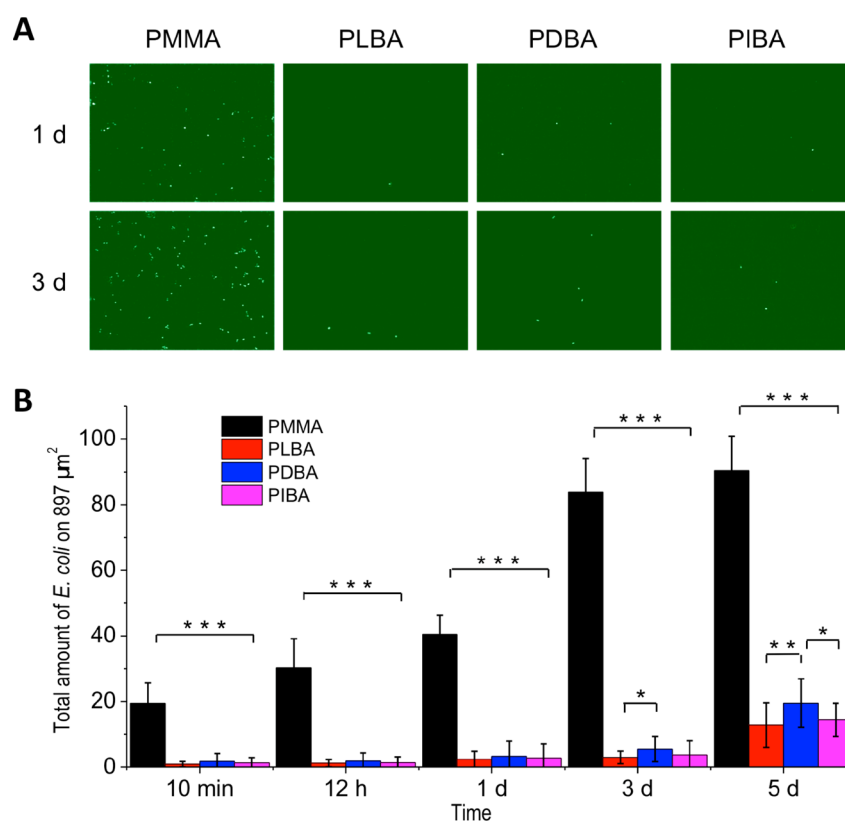 A
PMMA PLBA PDBA PIBA
1 d
3 d
B
Total amount of E. coli on 897 μm²
100
80
60
40
20
0
PMMA
PLBA
PDBA
PIBA
* * *
* * *
* * *
* * *
*
* * *
* *
*
10 min 12 h 1 d 3 d 5 d
Time